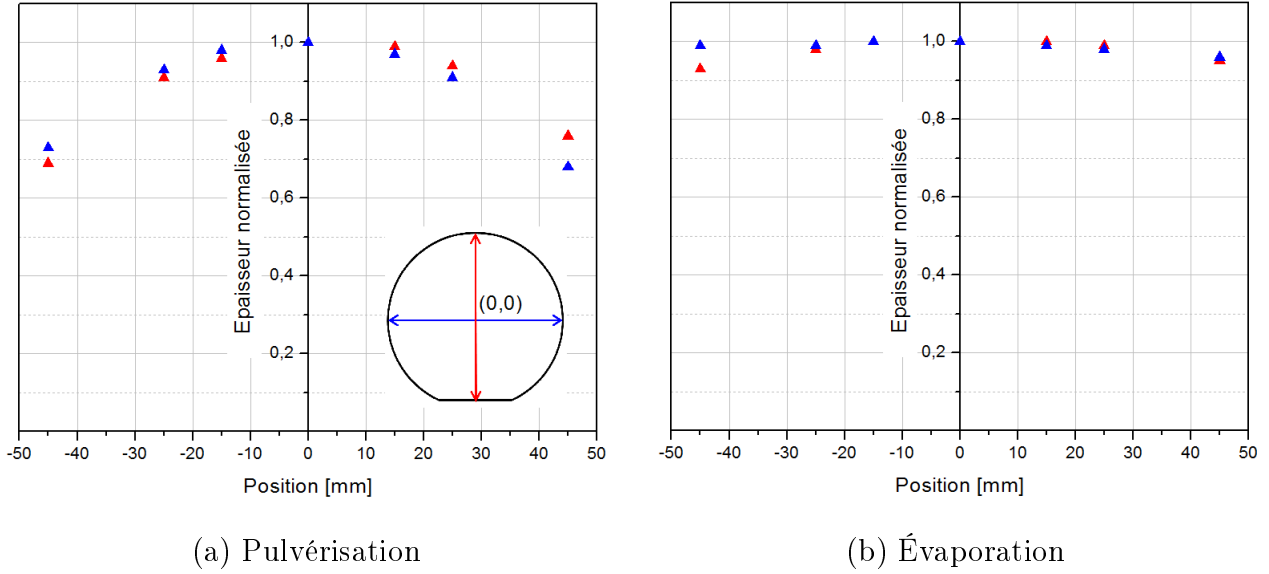 1,0
0,8
0,6
0,4
0,2
Epaisseur normalisée
(0,0)
-50 -40 -30 -20 -10 0 10 20 30 40 50
Position [mm]
(a) Pulvérisation
1,0
0,8
0,6
0,4
0,2
Epaisseur normalisée
-50 -40 -30 -20 -10 0 10 20 30 40 50
Position [mm]
(b) Évaporation